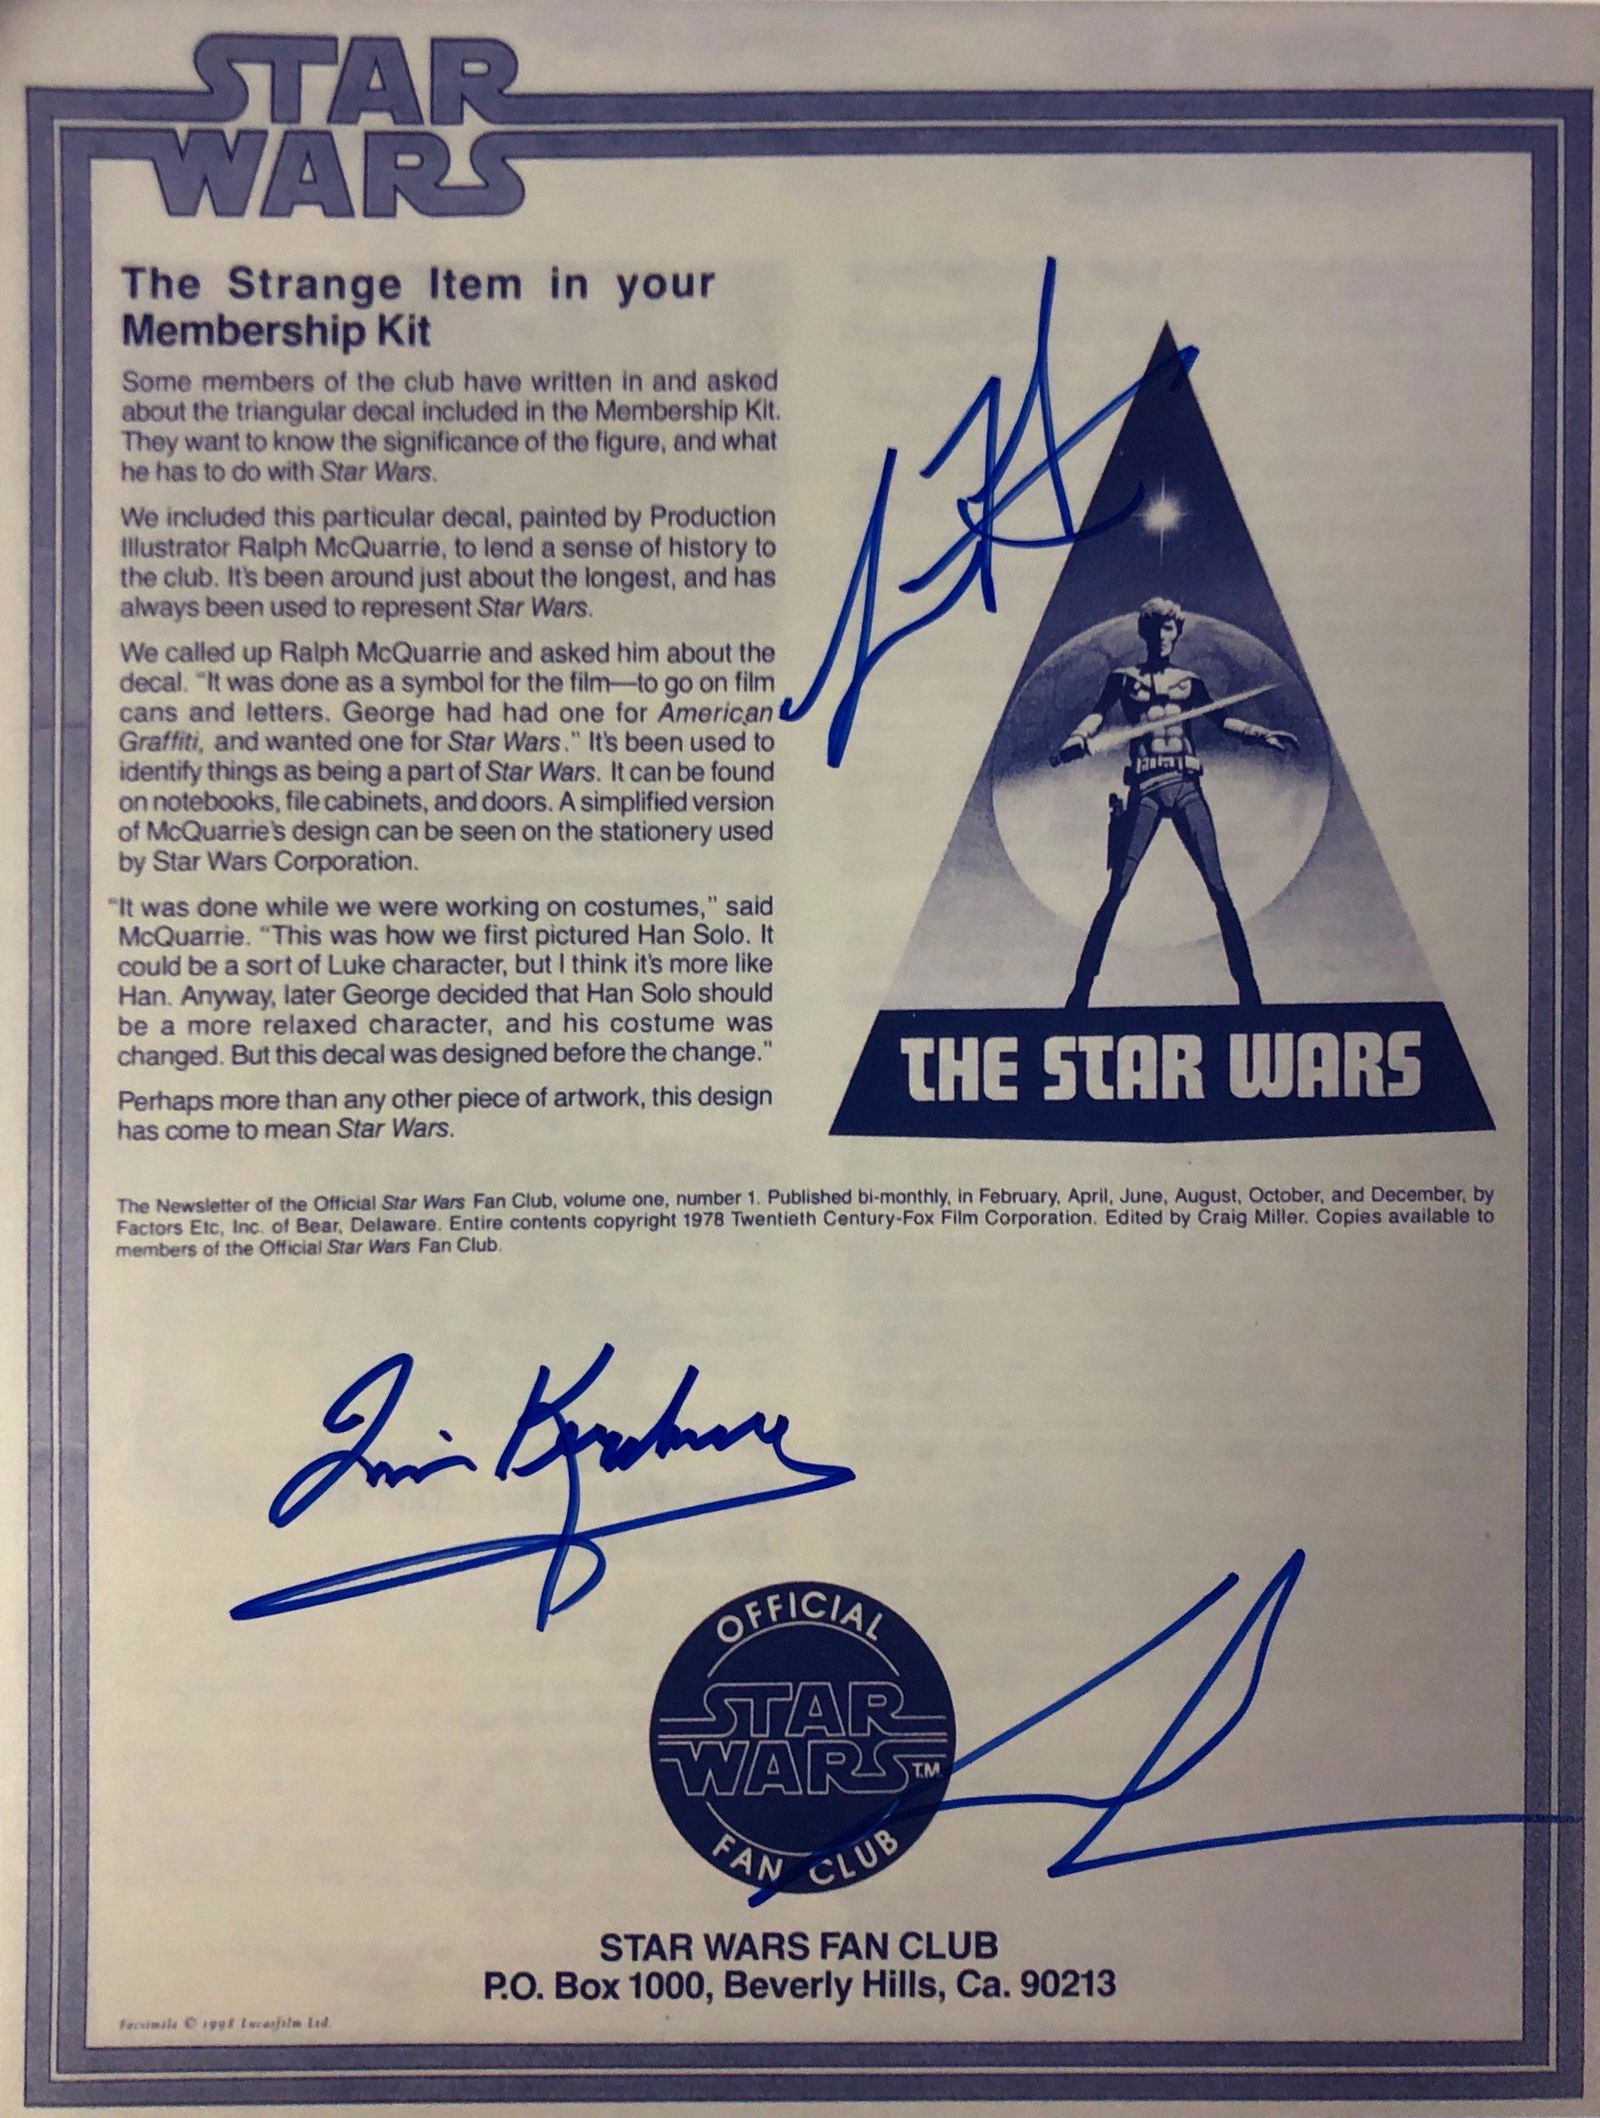 STAR
WARS
The Strange Item in your
Membership Kit
Some members of the club have written in and asked
about the triangular decal included in the Membership Kit.
They want to know the significance of the figure, and what
he has to do with Star Wars.
We included this particular decal, painted by Production
Illustrator Ralph McQuarrie, to lend a sense of history to
the club. It's been around just about the longest, and has
always been used to represent Star Wars.
We called up Ralph McQuarrie and asked him about the
decal. "It was done as a symbol for the film—to go on film
cans and letters. George had had one for American
Graffiti, and wanted one for Star Wars." It's been used to
identify things as being a part of Star Wars. It can be found
on notebooks, file cabinets, and doors. A simplified version
of McQuarrie's design can be seen on the stationery used
by Star Wars Corporation.
"It was done while we were working on costumes," said
McQuarrie. "This was how we first pictured Han Solo. It
could be a sort of Luke character, but I think it's more like
Han. Anyway, later George decided that Han Solo should
be a more relaxed character, and his costume was
changed. But this decal was designed before the change."
Perhaps more than any other piece of artwork, this design
has come to mean Star Wars.
THE STAR WARS
The Newsletter of the Official Star Wars Fan Club, volume one, number 1. Published bi-monthly, in February, April, June, August, October, and December, by
Factors Etc, Inc. of Bear, Delaware. Entire contents copyright 1978 Twentieth Century-Fox Film Corporation. Edited by Craig Miller. Copies available to
members of the Official Star Wars Fan Club.
OFFICIAL
STAR
WARS T.M.
FAN CLUB
STAR WARS FAN CLUB
P.O. Box 1000, Beverly Hills, Ca. 90213
Facsimile © 1998 Lucasfilm Ltd.